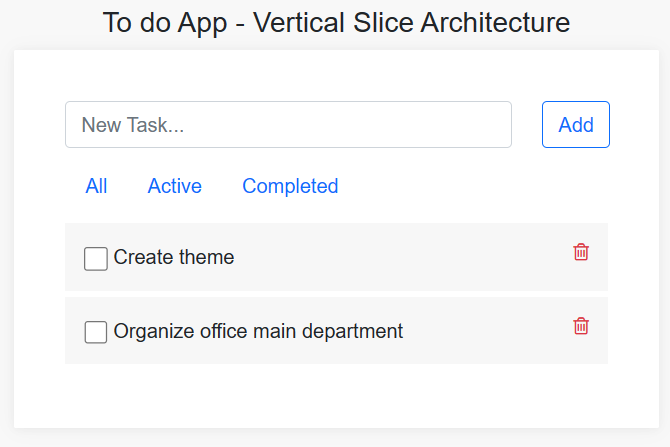 To do App - Vertical Slice Architecture
New Task...
Add
All Active Completed
Create theme
Organize office main department